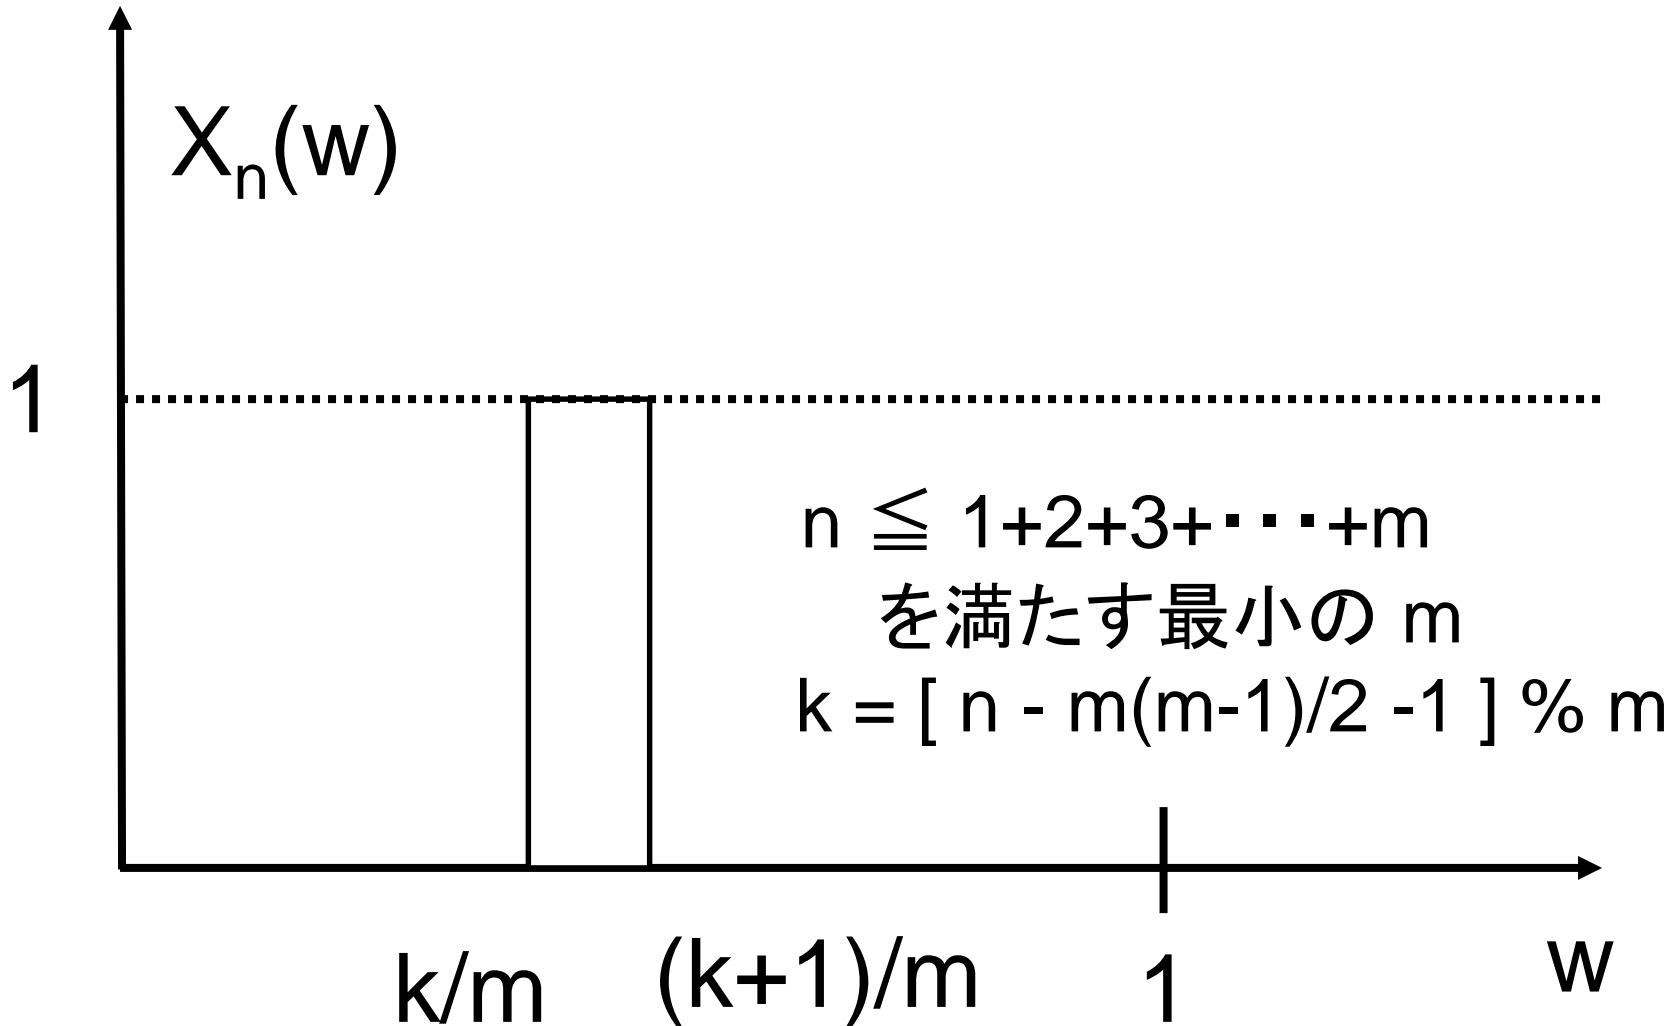 Xn(w)
1
n ≦ 1+2+3+・・・+m
を満たす最小の m
k = [ n - m(m-1)/2 -1 ] % m
k/m
(k+1)/m
1
w